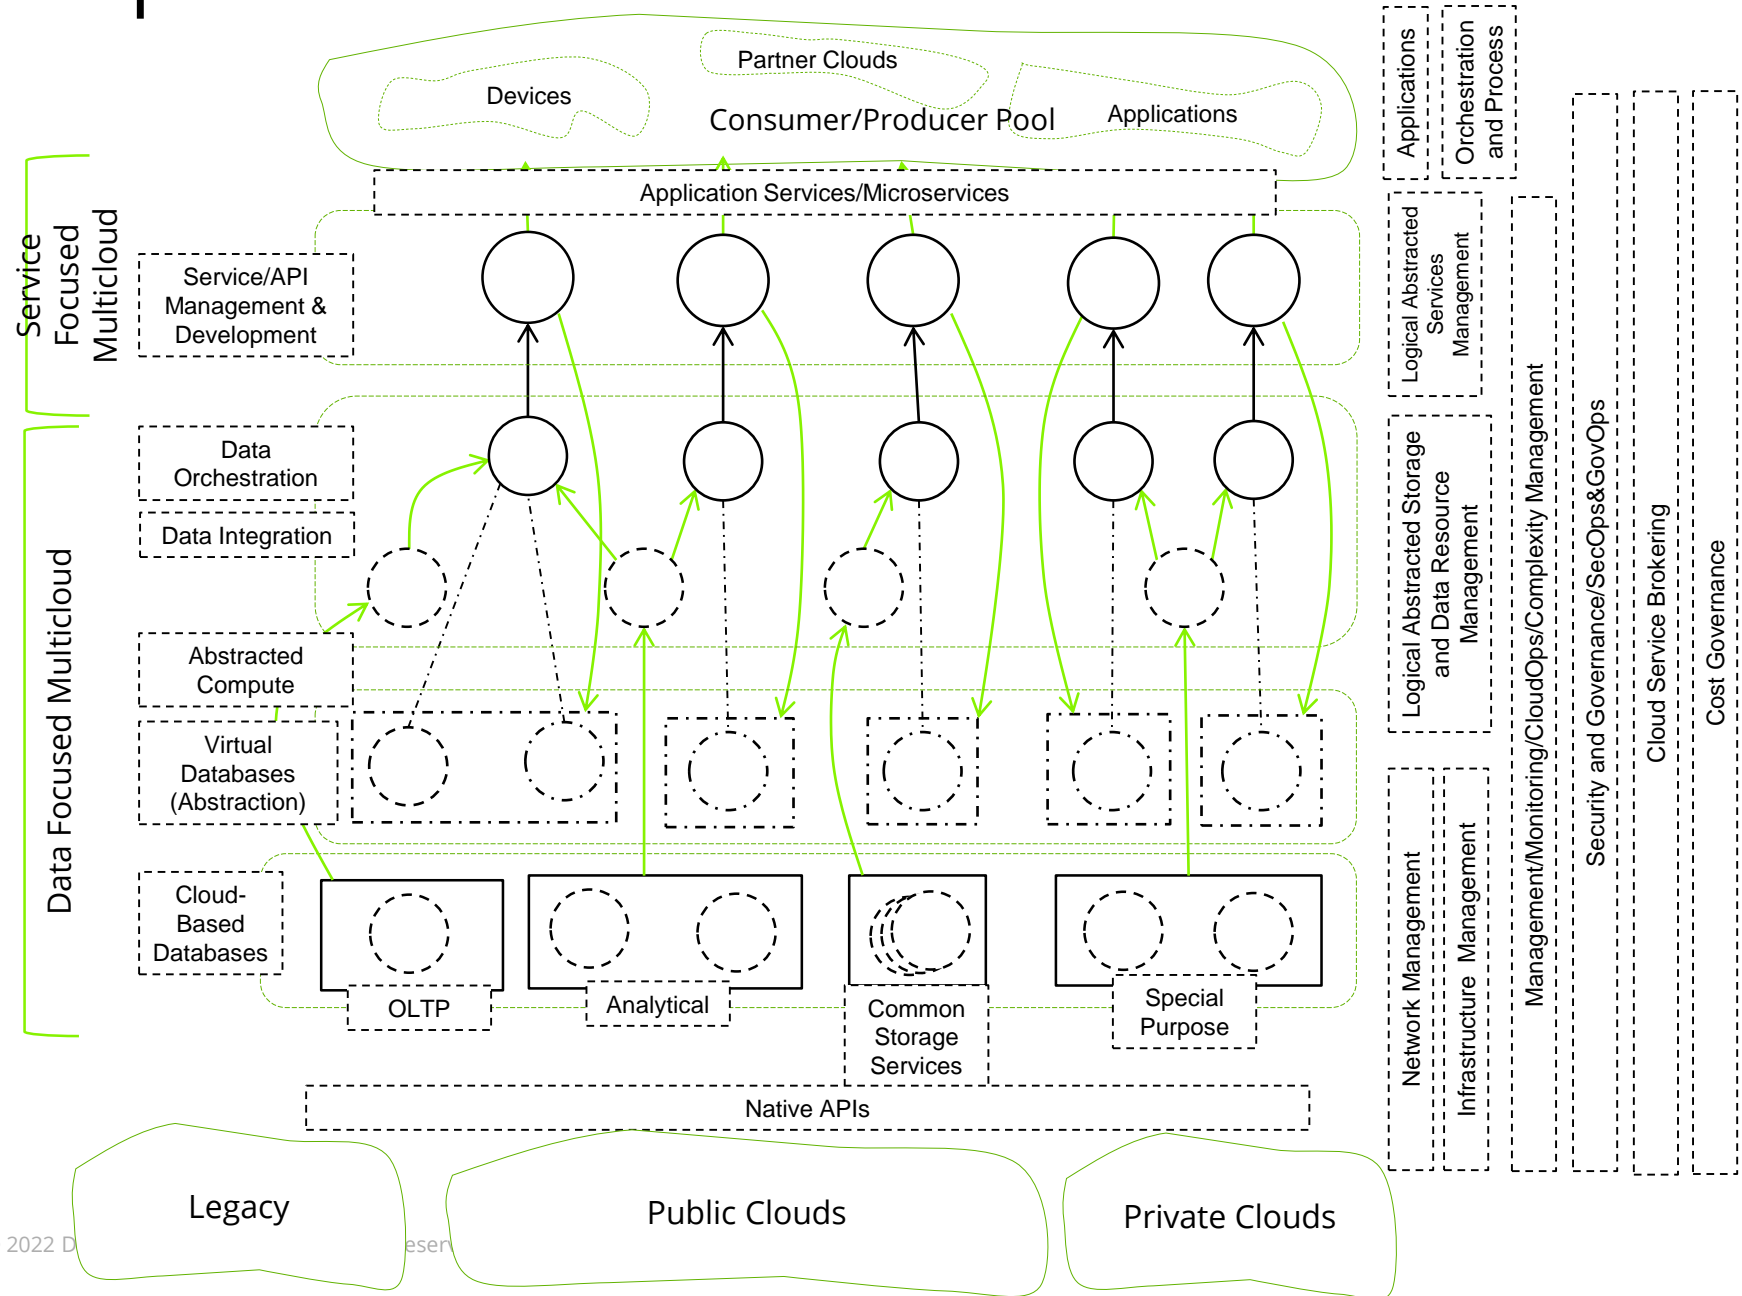 Partner Clouds
Devices
Applications
Consumer/Producer Pool
Application Services/Microservices
Service
Focused
Multicloud
Service/API
Management &
Development
Data
Orchestration
Data Integration
Data Focused Multicloud
Abstracted
Compute
Virtual
Databases
(Abstraction)
Cloud-
Based
Databases
OLTP
Analytical
Common
Storage
Services
Special
Purpose
Native APIs
Legacy
Public Clouds
Private Clouds
2022
Applications
Orchestration
and Process
Logical Abstracted
Services
Management
Logical Abstracted Storage
and Data Resource
Management
Network Management
Infrastructure Management
Management/Monitoring/CloudOps/Complexity Management
Security and Governance/SecOps&GovOps
Cloud Service Brokering
Cost Governance